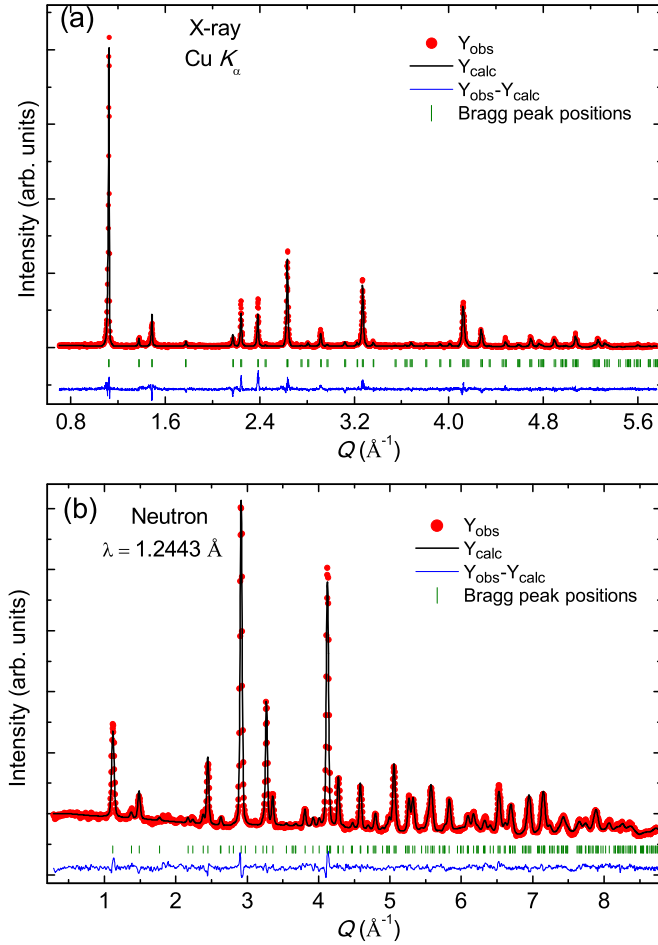 (a)
X-ray
Cu Kα
Yobs
Ycalc
Yobs-Ycalc
Bragg peak positions
Intensity (arb. units)
0.8 1.6 2.4 3.2 4.0 4.8 5.6
Q (Å-1)
(b)
Neutron
λ = 1.2443 Å
Yobs
Ycalc
Yobs-Ycalc
Bragg peak positions
Intensity (arb. units)
1 2 3 4 5 6 7 8
Q (Å-1)